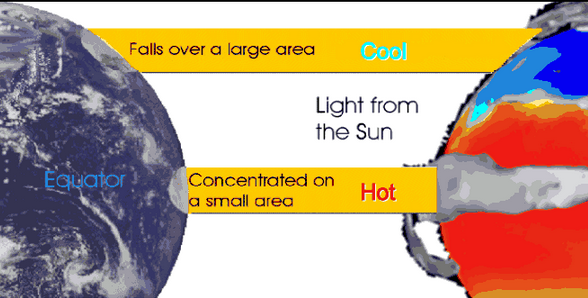 Falls over a large area
Cool
Light from
the Sun
Equator
Concentrated on
a small area
Hot